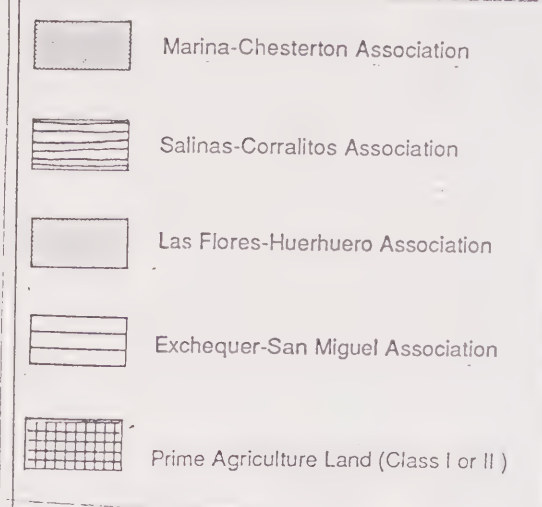 Marina-Chesterton Association
Salinas-Corralitos Association
Las Flores-Huerhuero Association
Exchequer-San Miguel Association
Prime Agriculture Land (Class I or II )